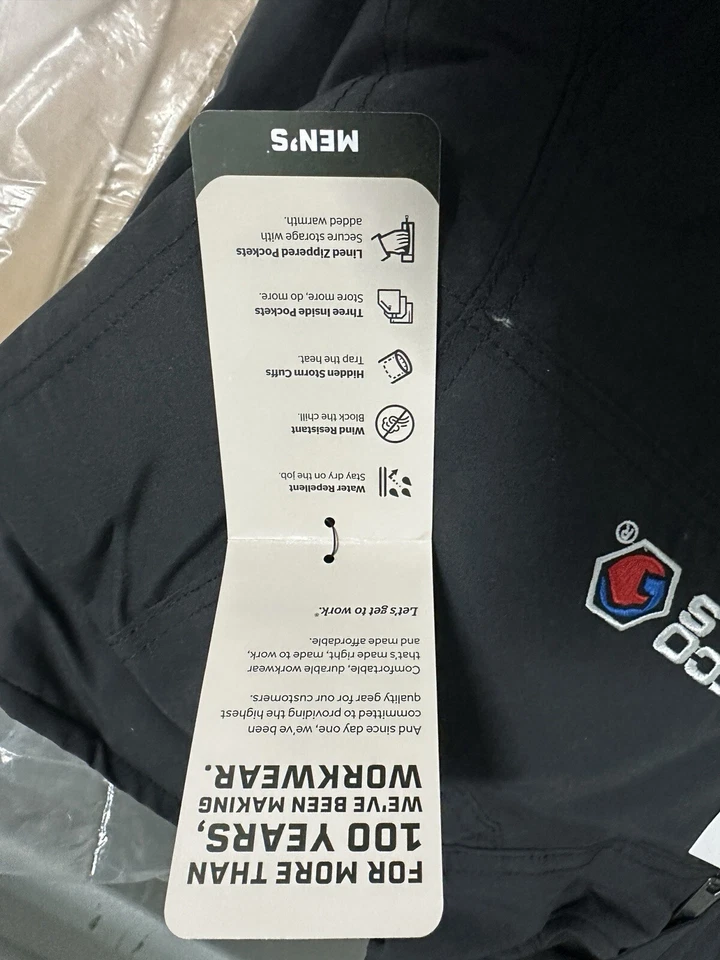 FOR MORE THAN
100 YEARS,
WE'VE BEEN MAKING
WORKWEAR.
And since day one, we've been
committed to providing the highest
quality gear for our customers.
Comfortable, durable workwear
that's made right, made to work,
and made affordable.
Let's get to work.®
Water Repellent
Stay dry on the job.
Wind Resistant
Block the chill.
Hidden Storm Cuffs
Trap the heat.
Three Inside Pockets
Store more, do more.
Lined Zippered Pockets
Secure storage with
added warmth.
MEN'S
®